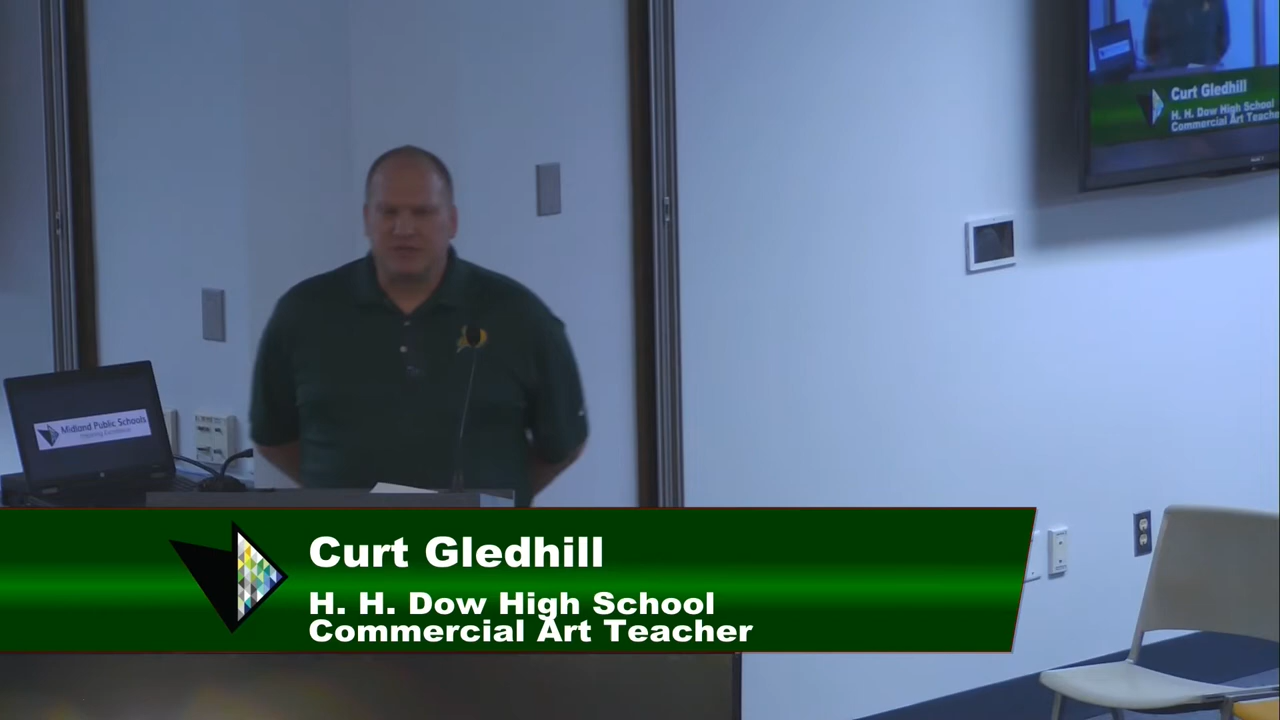 Curt Gledhill
H. H. Dow High School
Commercial Art Teacher
Midland Public Schools
Curt Gledhill
H. H. Dow High School
Commercial Art Teacher